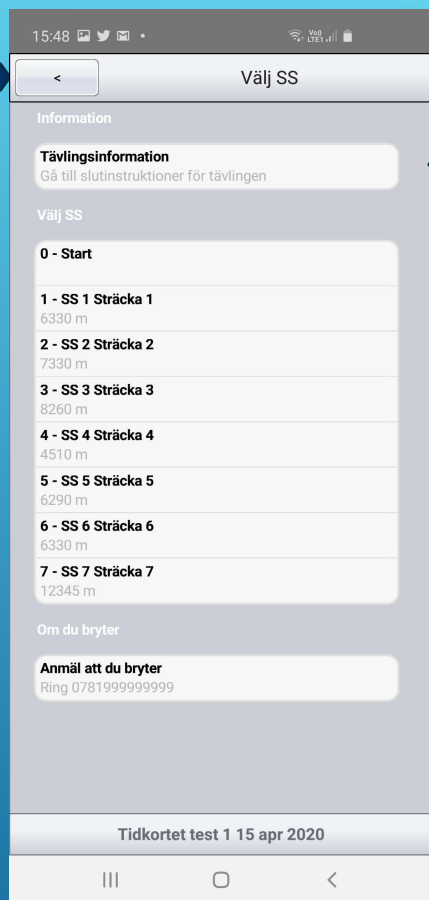 15:48
Vo))
LTE1
<
Välj SS
Information
Tävlingsinformation
Gå till slutinstruktioner för tävlingen
Välj SS
0 - Start
1 - SS 1 Sträcka 1
6330 m
2 - SS 2 Sträcka 2
7330 m
3 - SS 3 Sträcka 3
8260 m
4 - SS 4 Sträcka 4
4510 m
5 - SS 5 Sträcka 5
6290 m
6 - SS 6 Sträcka 6
6330 m
7 - SS 7 Sträcka 7
12345 m
Om du bryter
Anmäl att du bryter
Ring 0781999999999
Tidkortet test 1 15 apr 2020